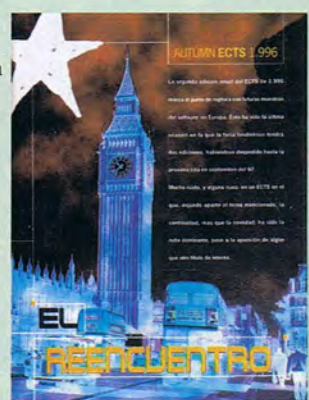 AUTUMN ECTS 1.996
La segunda edición anual del ECTS de 1.996
marca el punto de ruptura con futuras muestras
del software en Europa. Ésta ha sido la última
ocasión en la que la feria londinense tendrá
dos ediciones, habiéndose despedido hasta la
próxima cita en septiembre del 97.
Mucho ruido, y alguna nuez, en un ECTS en el
que, dejando aparte el tema mencionado, la
continuidad, más que la novedad, ha sido la
nota dominante, pese a la aparición de algún
que otro título de interés.
EL
REENCUENTRO